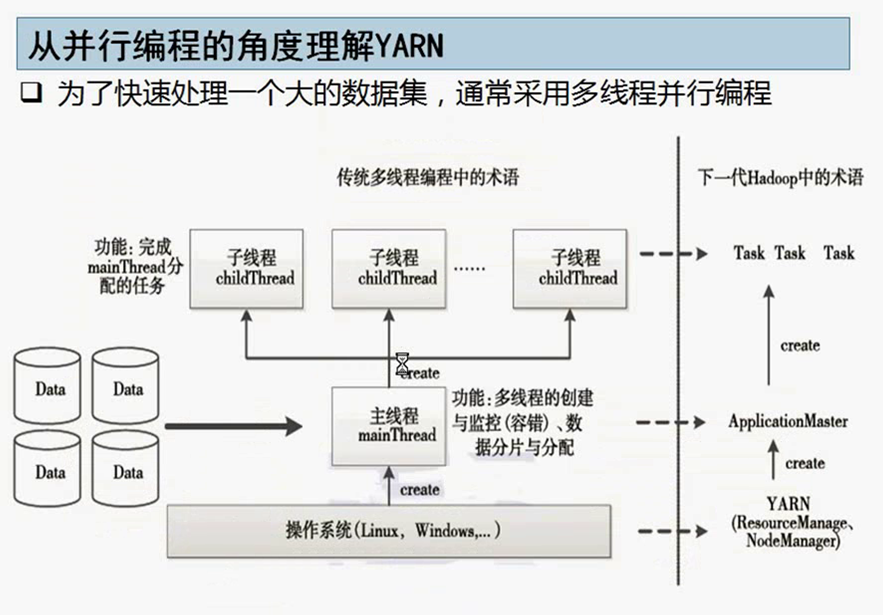 从并行编程的角度理解YARN
为了快速处理一个大的数据集，通常采用多线程并行编程
传统多线程编程中的术语
下一代Hadoop中的术语
功能：完成
mainThread分
配的任务
子线程
childThread
子线程
childThread
……
子线程
childThread
Task Task Task
create
create
Data
Data
Data
Data
主线程
mainThread
功能：多线程的创建
与监控(容错)、数
据分片与分配
ApplicationMaster
create
create
操作系统(Linux，Windows,...)
YARN
(ResourceManage、
NodeManager)